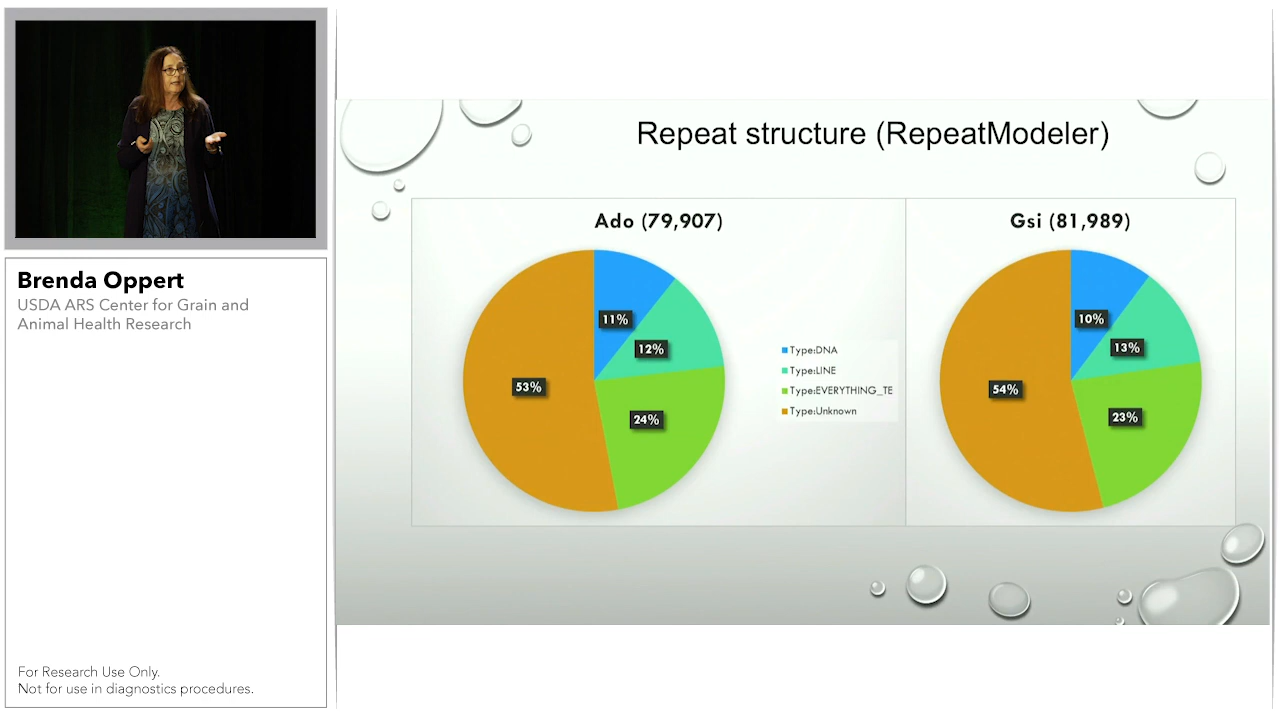 Brenda Oppert
USDA ARS Center for Grain and
Animal Health Research
For Research Use Only.
Not for use in diagnostics procedures.
Repeat structure (RepeatModeler)
Ado (79,907)
11%
12%
53%
24%
Type:DNA
Type:LINE
Type:EVERYTHING_TE
Type:Unknown
Gsi (81,989)
10%
13%
54%
23%